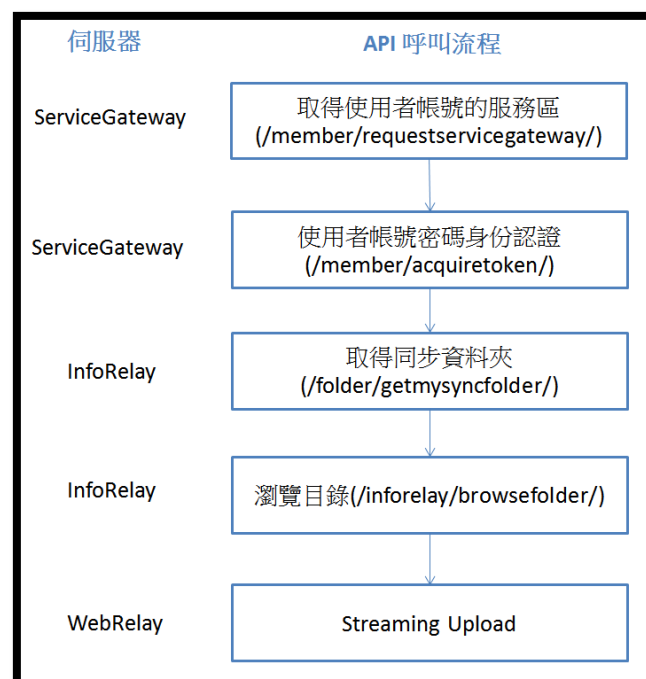 伺服器
API 呼叫流程
ServiceGateway
取得使用者帳號的服務區
(/member/requestservicegateway/)
ServiceGateway
使用者帳號密碼身份認證
(/member/acquiretoken/)
InfoRelay
取得同步資料夾
(/folder/getmysyncfolder/)
InfoRelay
瀏覽目錄(/inforelay/browsefolder/)
WebRelay
Streaming Upload